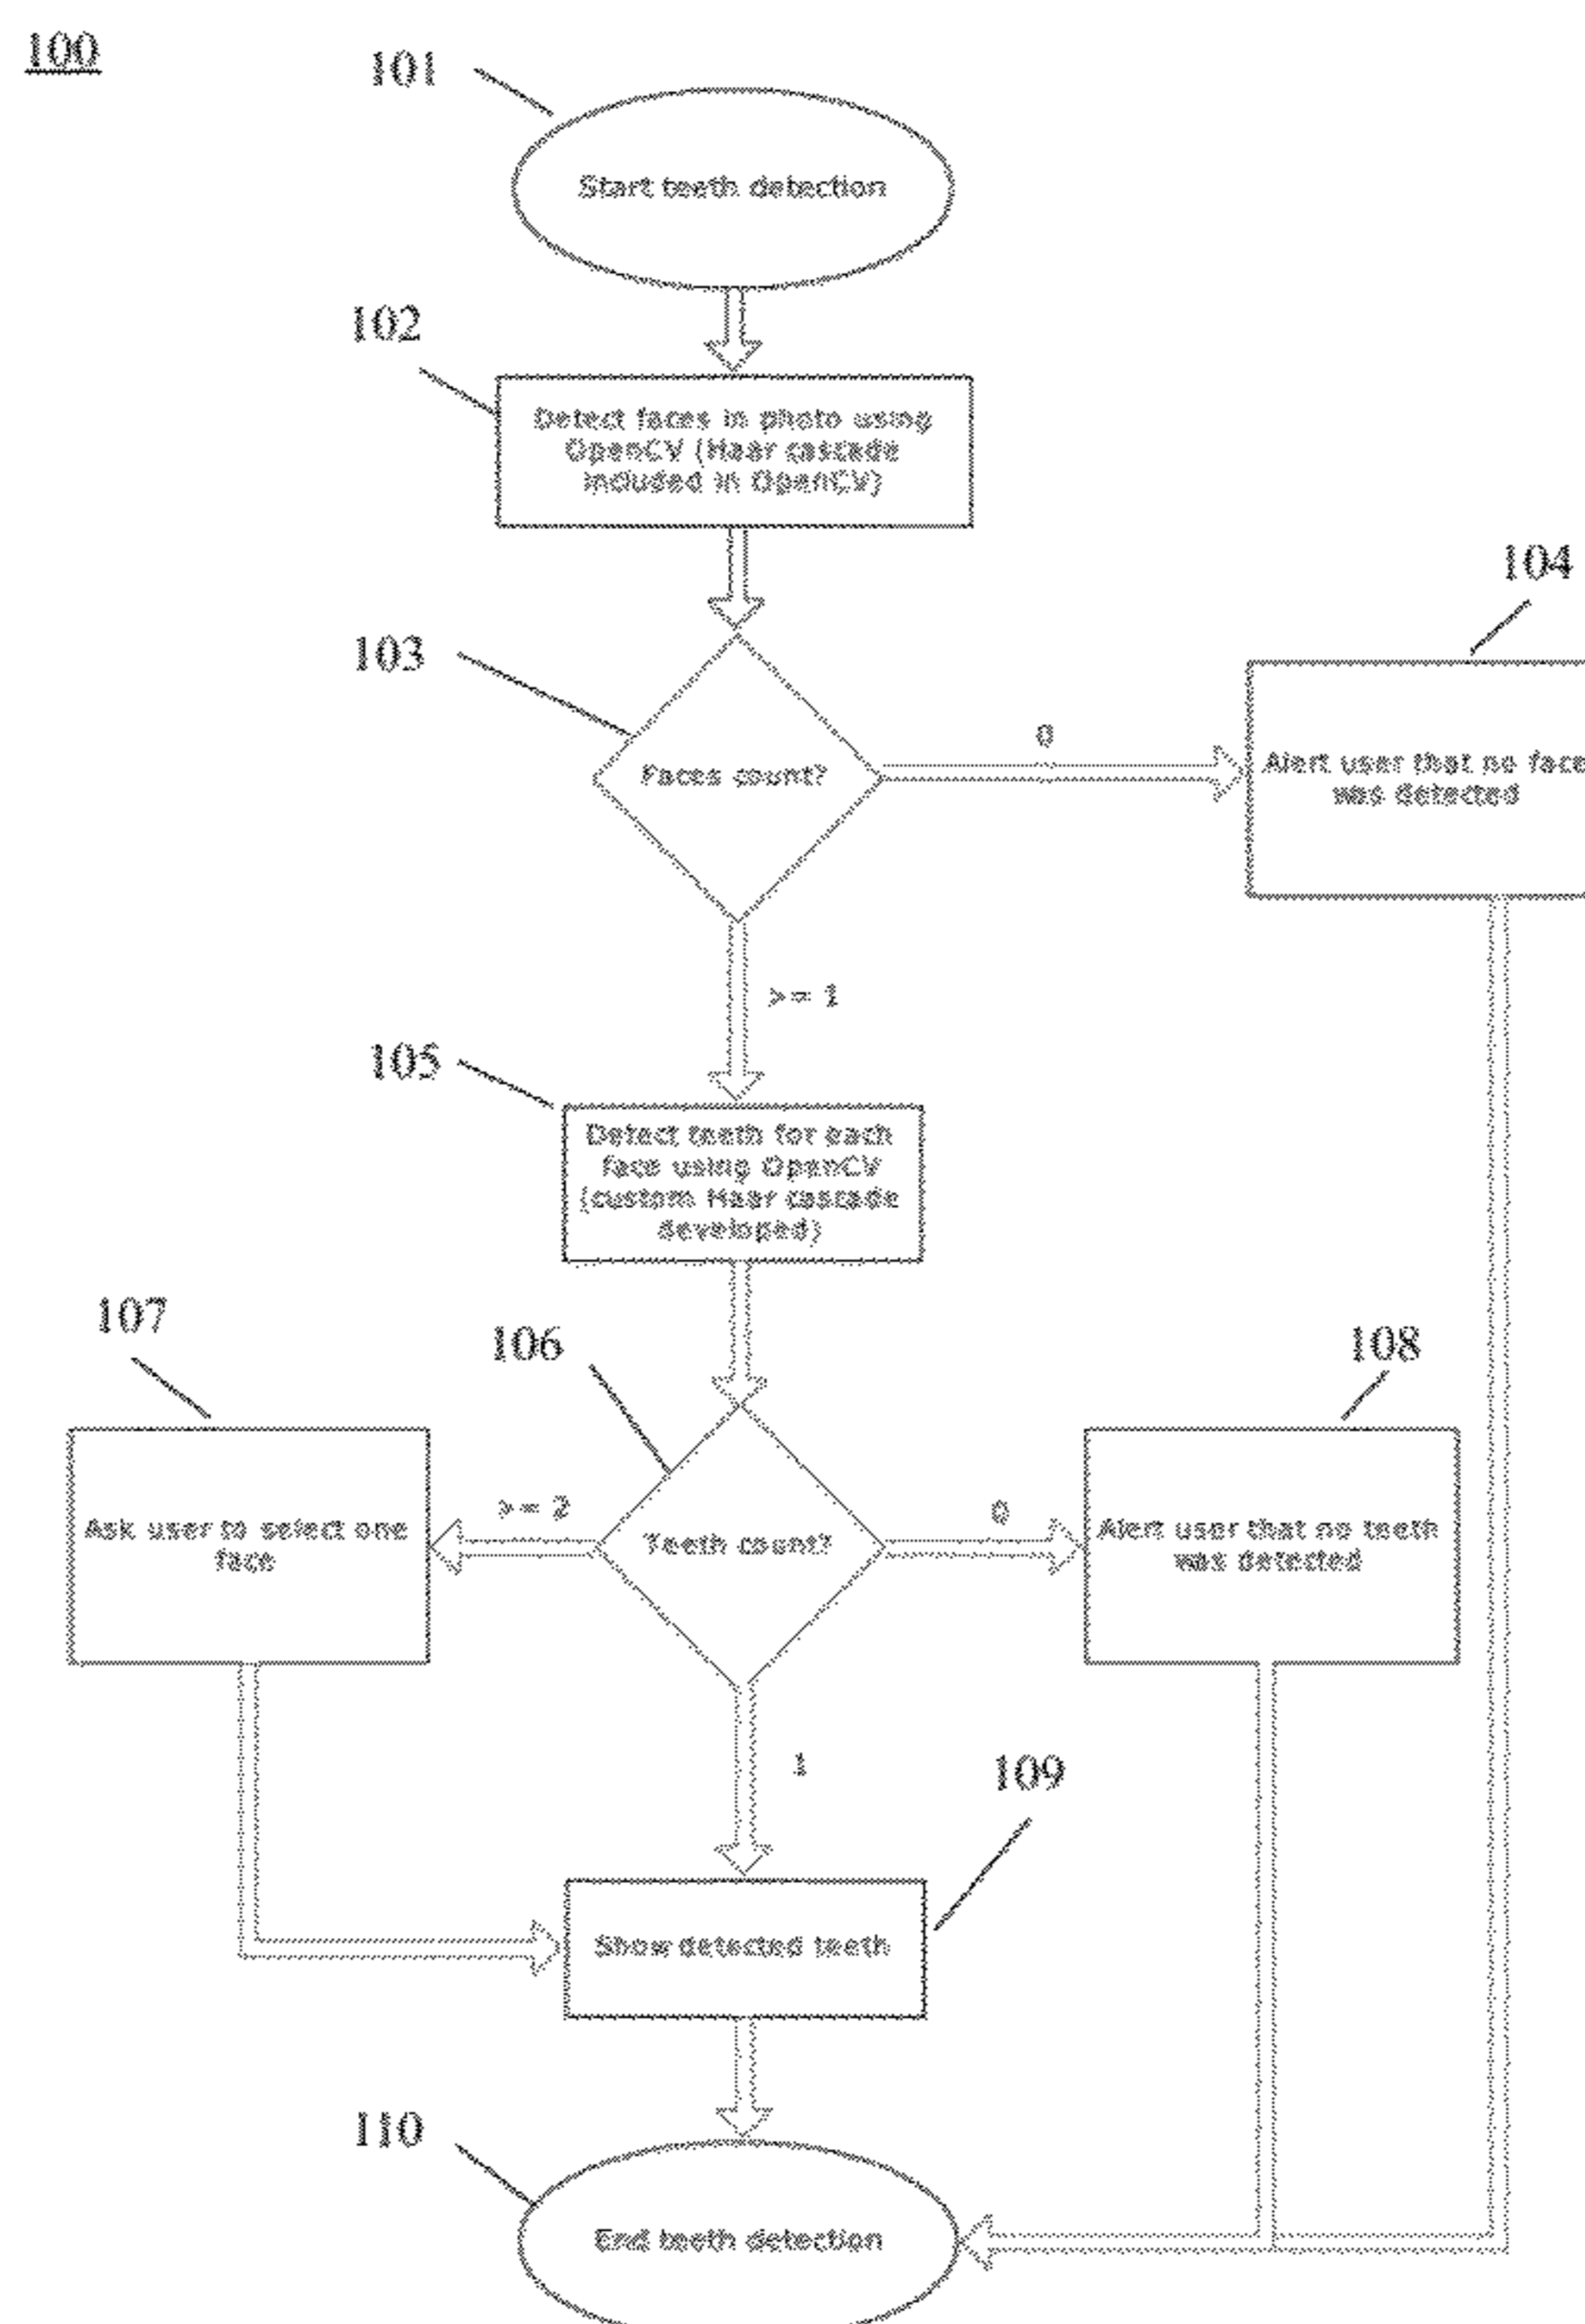 100
101
Start teeth detection
102
Detect faces in photo using
OpenCV (Haar cascade
included in OpenCV)
103
Faces count?
0
104
Alert user that no face
was detected
>= 1
105
Detect teeth for each
face using OpenCV
(custom Haar cascade
developed)
107
106
108
Ask user to select one
face
>= 2
Teeth count?
0
Alert user that no teeth
was detected
1
109
Show detected teeth
110
End teeth detection